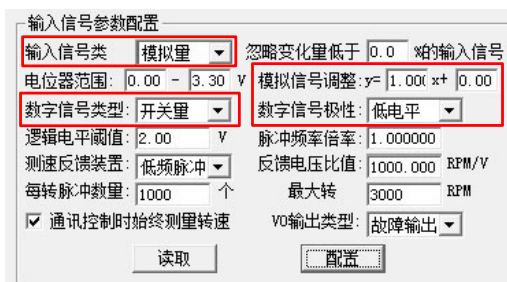 输入信号参数配置
输入信号类 模拟量 忽略变化量低于 0.0 %的输入信号
电位器范围: 0.00 - 3.30 V 模拟信号调整:y= 1.00( x+ 0.00
数字信号类型: 开关量 数字信号极性: 低电平
逻辑电平阈值: 2.00 V 脉冲频率倍率: 1.000000
测速反馈装置: 低频脉冲 反馈电压比值: 1000.000 RPM/V
每转脉冲数量: 1000 个 最大转 3000 RPM
通讯控制时始终测量转速 VO输出类型: 故障输出
读取 配置